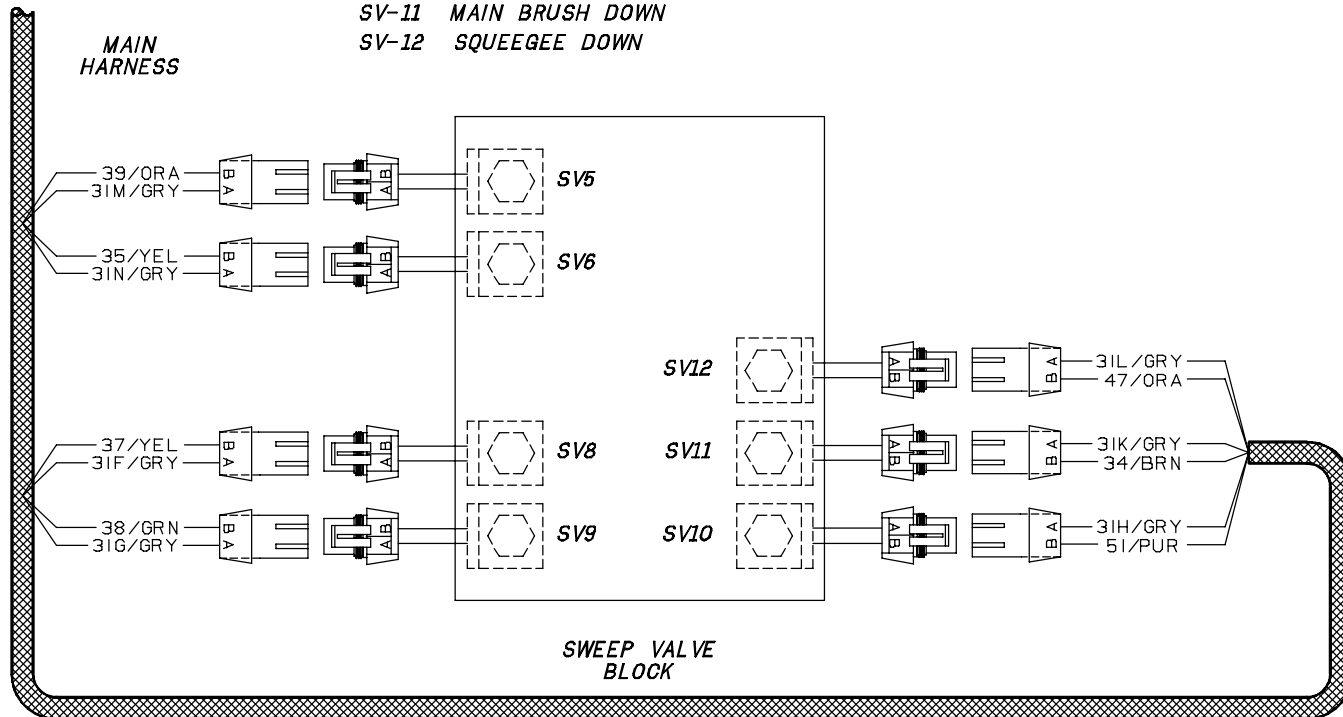 SV-11 MAIN BRUSH DOWN
SV-12 SQUEEGEE DOWN
MAIN
HARNESS
39/ORA
B
31M/GRY
A
B
A
SV5
35/YEL
B
31N/GRY
A
B
A
SV6
SV12
A
B
A
31L/GRY
B
47/ORA
37/YEL
B
31F/GRY
A
B
A
SV8
SV11
A
B
A
31K/GRY
B
34/BRN
38/GRN
B
31G/GRY
A
B
A
SV9
SV10
A
B
A
31H/GRY
B
51/PUR
SWEEP VALVE
BLOCK